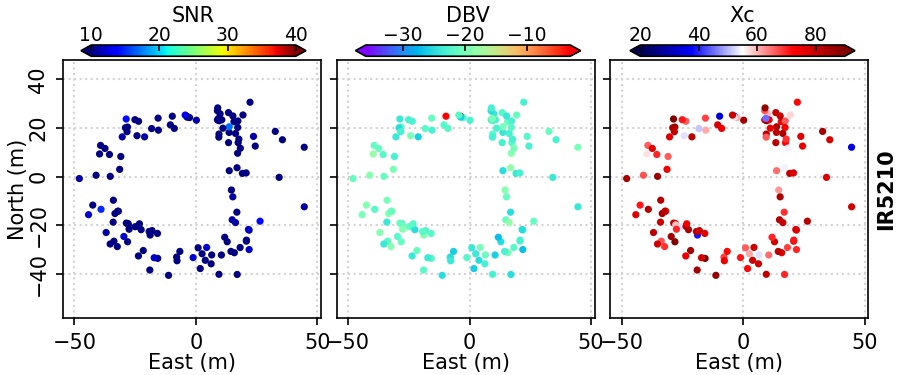 SNR DBV Xc
10 20 30 40 −30 −20 −10 20 40 60 80
North (m)
40
20
0
−20
−40
−50 0 50 −50 0 50 −50 0 50
East (m) East (m) East (m)
IR5210